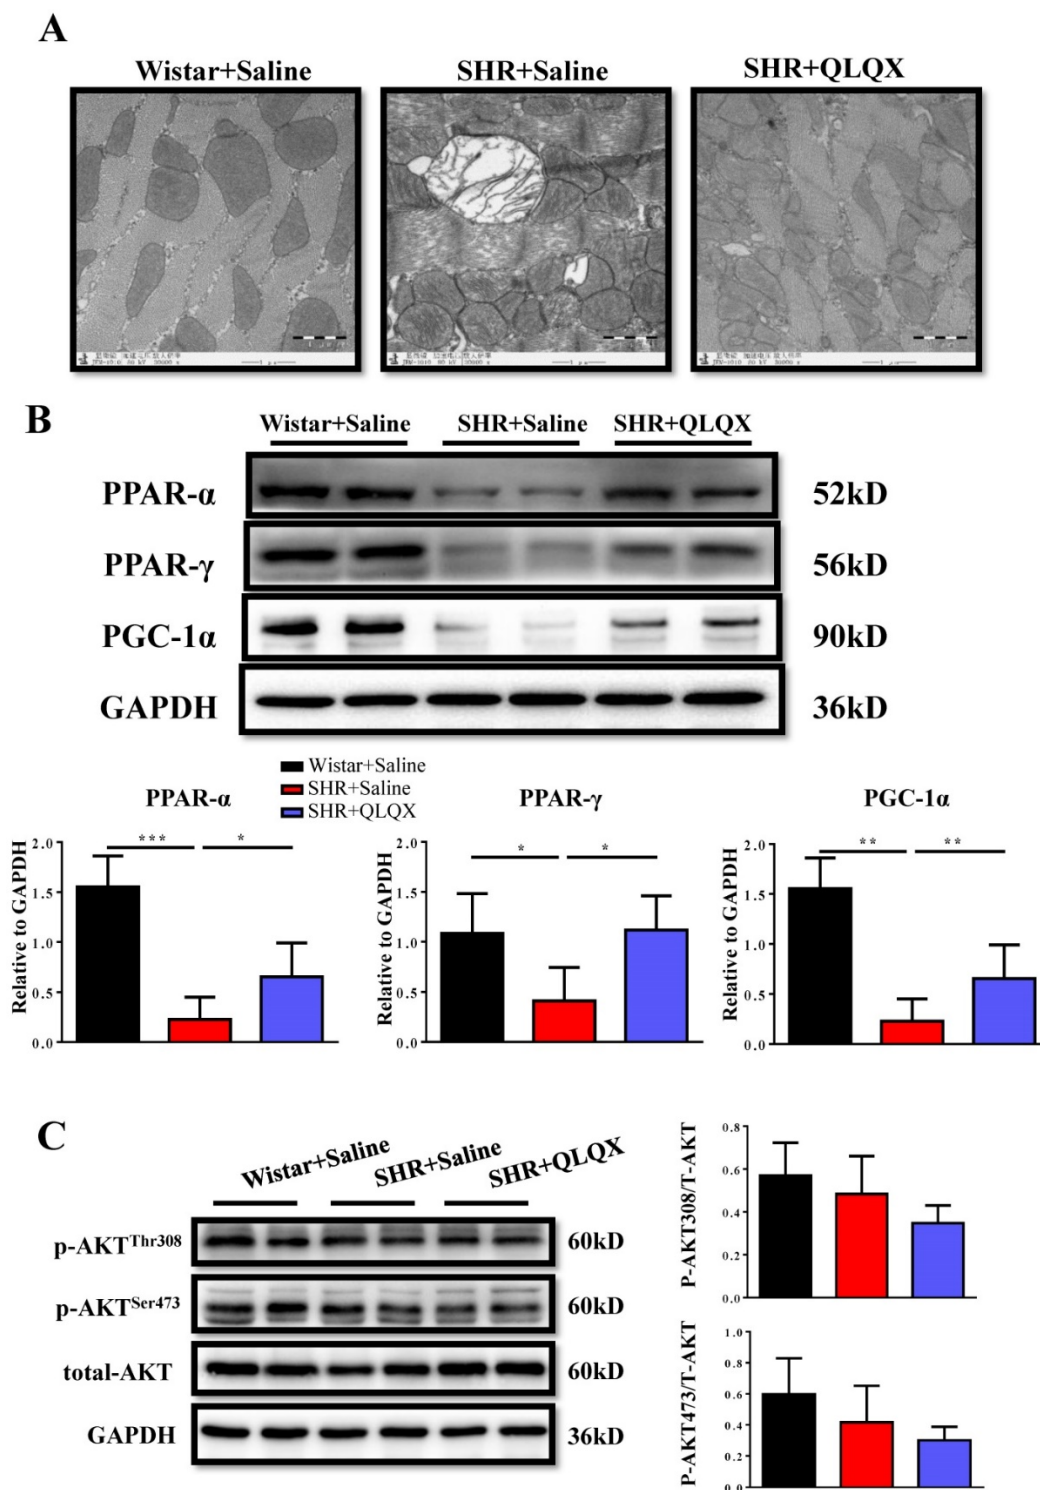 A
Wistar+Saline
SHR+Saline
SHR+QLQX
B
Wistar+Saline
SHR+Saline
SHR+QLQX
PPAR-α
52kD
PPAR-γ
56kD
PGC-1α
90kD
GAPDH
36kD
Wistar+Saline
SHR+Saline
SHR+QLQX
PPAR-α
Relative to GAPDH
2.0
1.5
1.0
0.5
0.0
***
*
PPAR-γ
Relative to GAPDH
2.0
1.5
1.0
0.5
0.0
*
*
PGC-1α
Relative to GAPDH
2.0
1.5
1.0
0.5
0.0
**
**
C
Wistar+Saline
SHR+Saline
SHR+QLQX
p-AKTThr308
60kD
p-AKTSer473
60kD
total-AKT
60kD
GAPDH
36kD
P-AKT308/T-AKT
0.8
0.6
0.4
0.2
0.0
P-AKT473/T-AKT
1.0
0.8
0.6
0.4
0.2
0.0